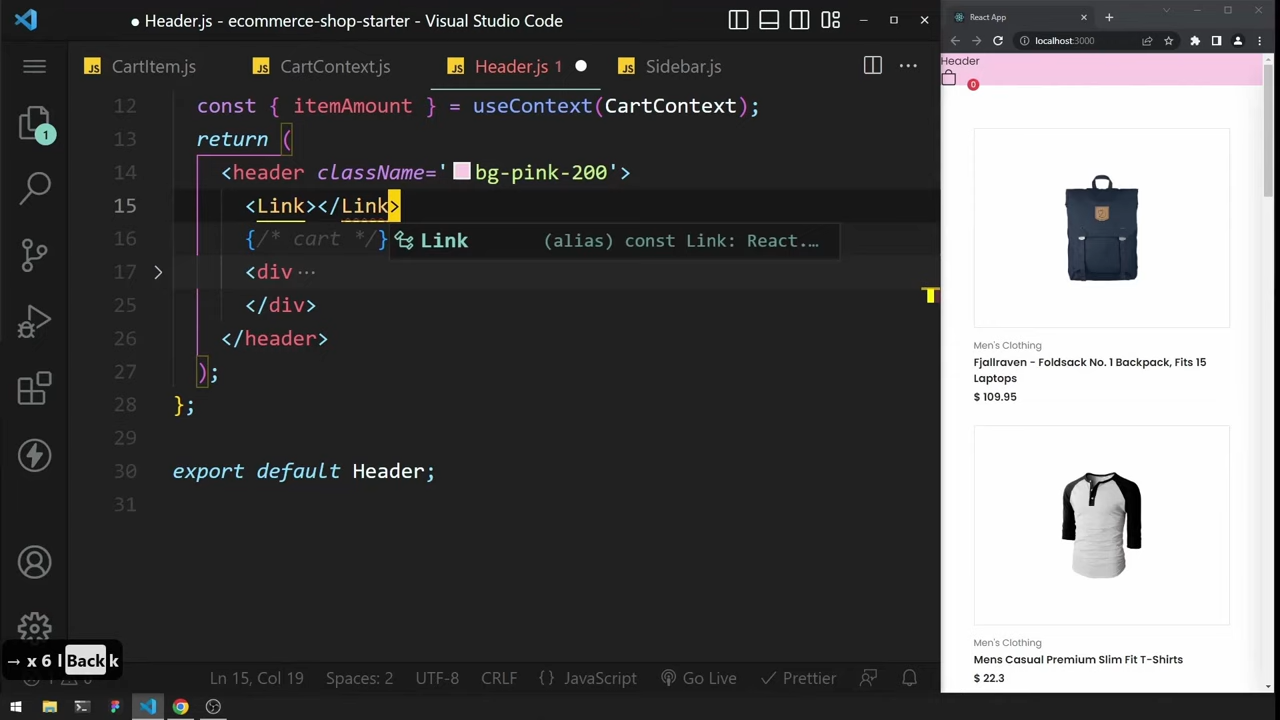 Header.js - ecommerce-shop-starter - Visual Studio Code
JS CartItem.js
JS CartContext.js
JS Header.js 1
JS Sidebar.js
12 const { itemAmount } = useContext(CartContext);
13 return (
14 <header className='bg-pink-200'>
15 <Link></Link>
16 {/* cart */}
Link (alias) const Link: React....
17 <div ...
25 </div>
26 </header>
27 );
28 };
29
30 export default Header;
31
1
→ x 6 l Back k
Ln 15, Col 19
Spaces: 2
UTF-8
CRLF
{ } JavaScript
Go Live
Prettier
React App
localhost:3000
Header
0
Men's Clothing
Fjallraven - Foldsack No. 1 Backpack, Fits 15
Laptops
$ 109.95
Men's Clothing
Mens Casual Premium Slim Fit T-Shirts
$ 22.3